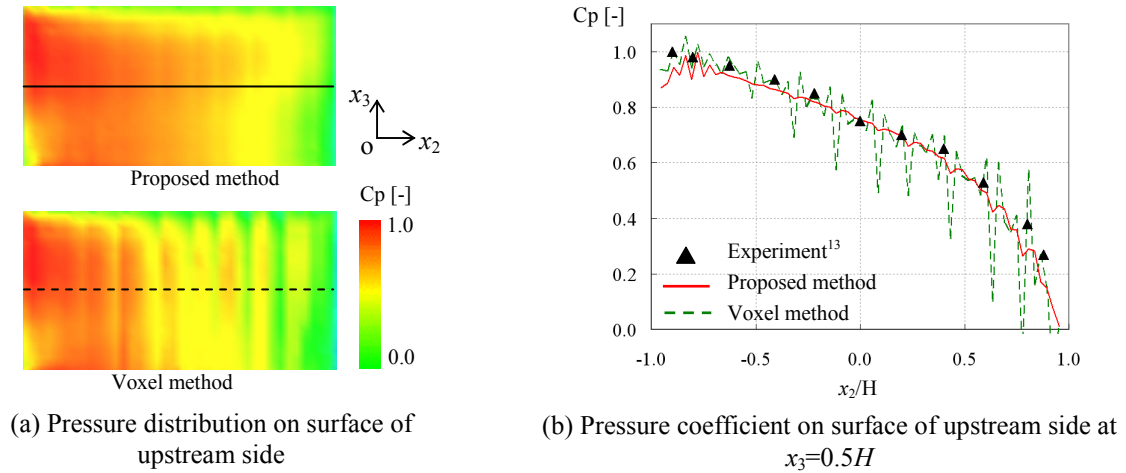 x3
o
x2
Proposed method
Cp [-]
1.0
0.0
Voxel method
(a) Pressure distribution on surface of
upstream side
Cp [-]
1.0
0.8
0.6
0.4
0.2
0.0
-1.0 -0.5 0.0 0.5 1.0
x2/H
Experiment13
Proposed method
Voxel method
(b) Pressure coefficient on surface of upstream side at
x3=0.5H